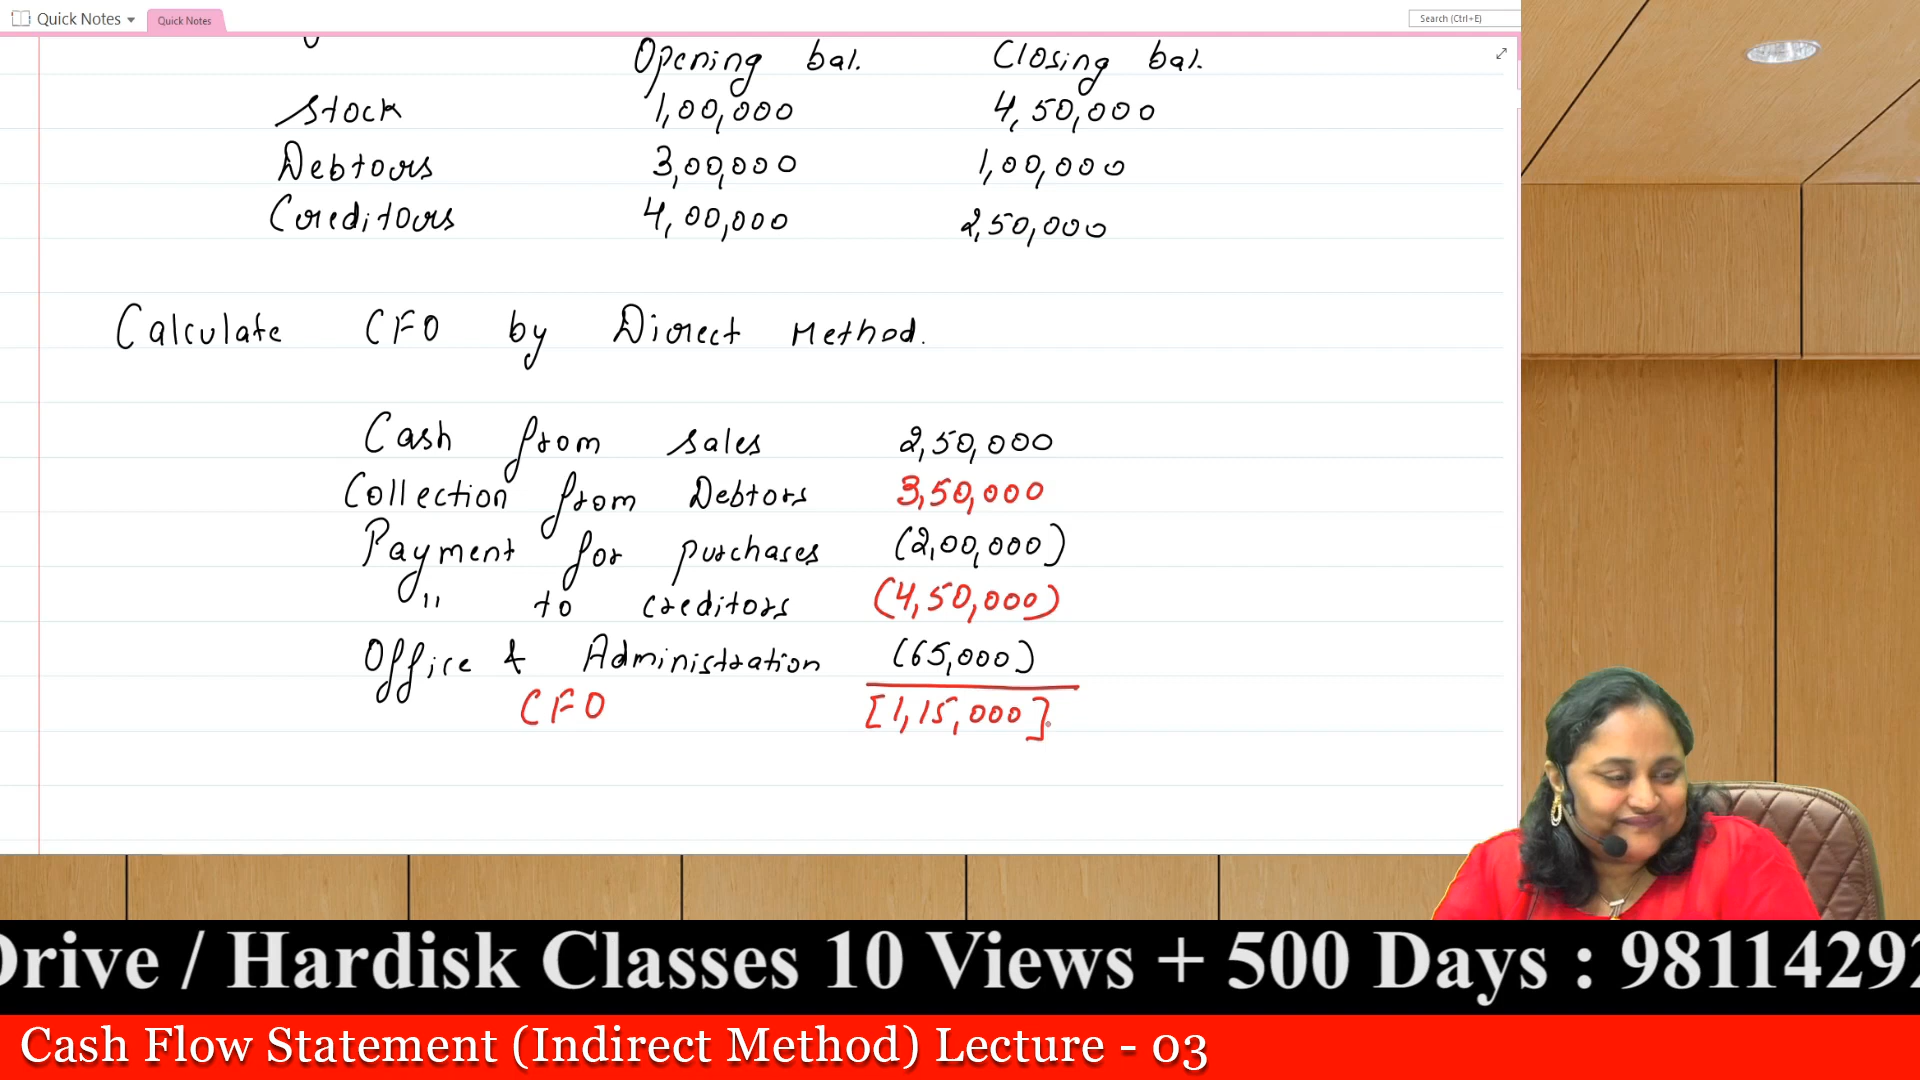 Quick Notes
Quick Notes
Search (Ctrl+E)
Opening bal. Closing bal.
Stock 1,00,000 4,50,000
Debtors 3,00,000 1,00,000
Creditors 4,00,000 2,50,000
Calculate CFO by Direct Method.
Cash from sales 2,50,000
Collection from Debtors 3,50,000
Payment for purchases (2,00,000)
" to creditors (4,50,000)
Office & Administration (65,000)
CFO [1,15,000]
Drive / Hardisk Classes 10 Views + 500 Days : 9811429
Cash Flow Statement (Indirect Method) Lecture - 03